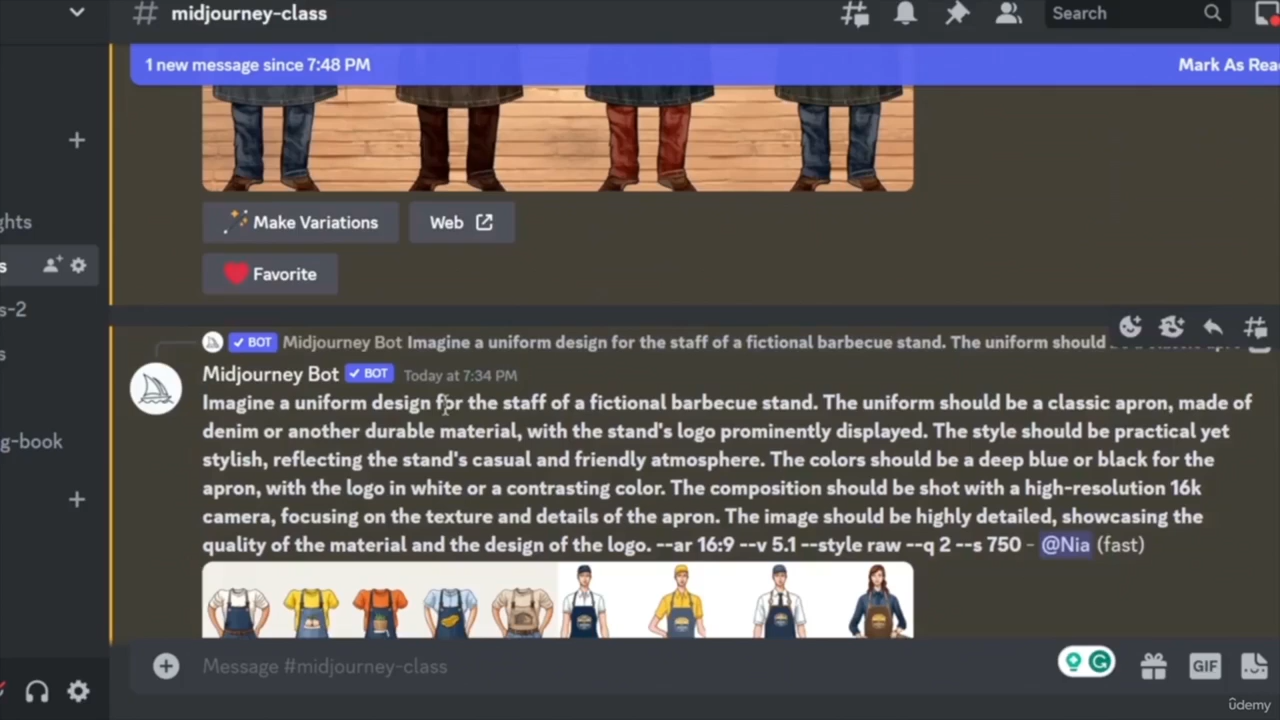 midjourney-class
Search
1 new message since 7:48 PM
Mark As Rea
Make Variations
Web
ghts
Favorite
s
s-2
BOT Midjourney Bot Imagine a uniform design for the staff of a fictional barbecue stand. The uniform should
s
Midjourney Bot BOT Today at 7:34 PM
Imagine a uniform design for the staff of a fictional barbecue stand. The uniform should be a classic apron, made of
denim or another durable material, with the stand's logo prominently displayed. The style should be practical yet
stylish, reflecting the stand's casual and friendly atmosphere. The colors should be a deep blue or black for the
g-book
apron, with the logo in white or a contrasting color. The composition should be shot with a high-resolution 16k
camera, focusing on the texture and details of the apron. The image should be highly detailed, showcasing the
quality of the material and the design of the logo. --ar 16:9 --v 5.1 --style raw --q 2 --s 750 - @Nia (fast)
Message #midjourney-class
GIF
ûdemy